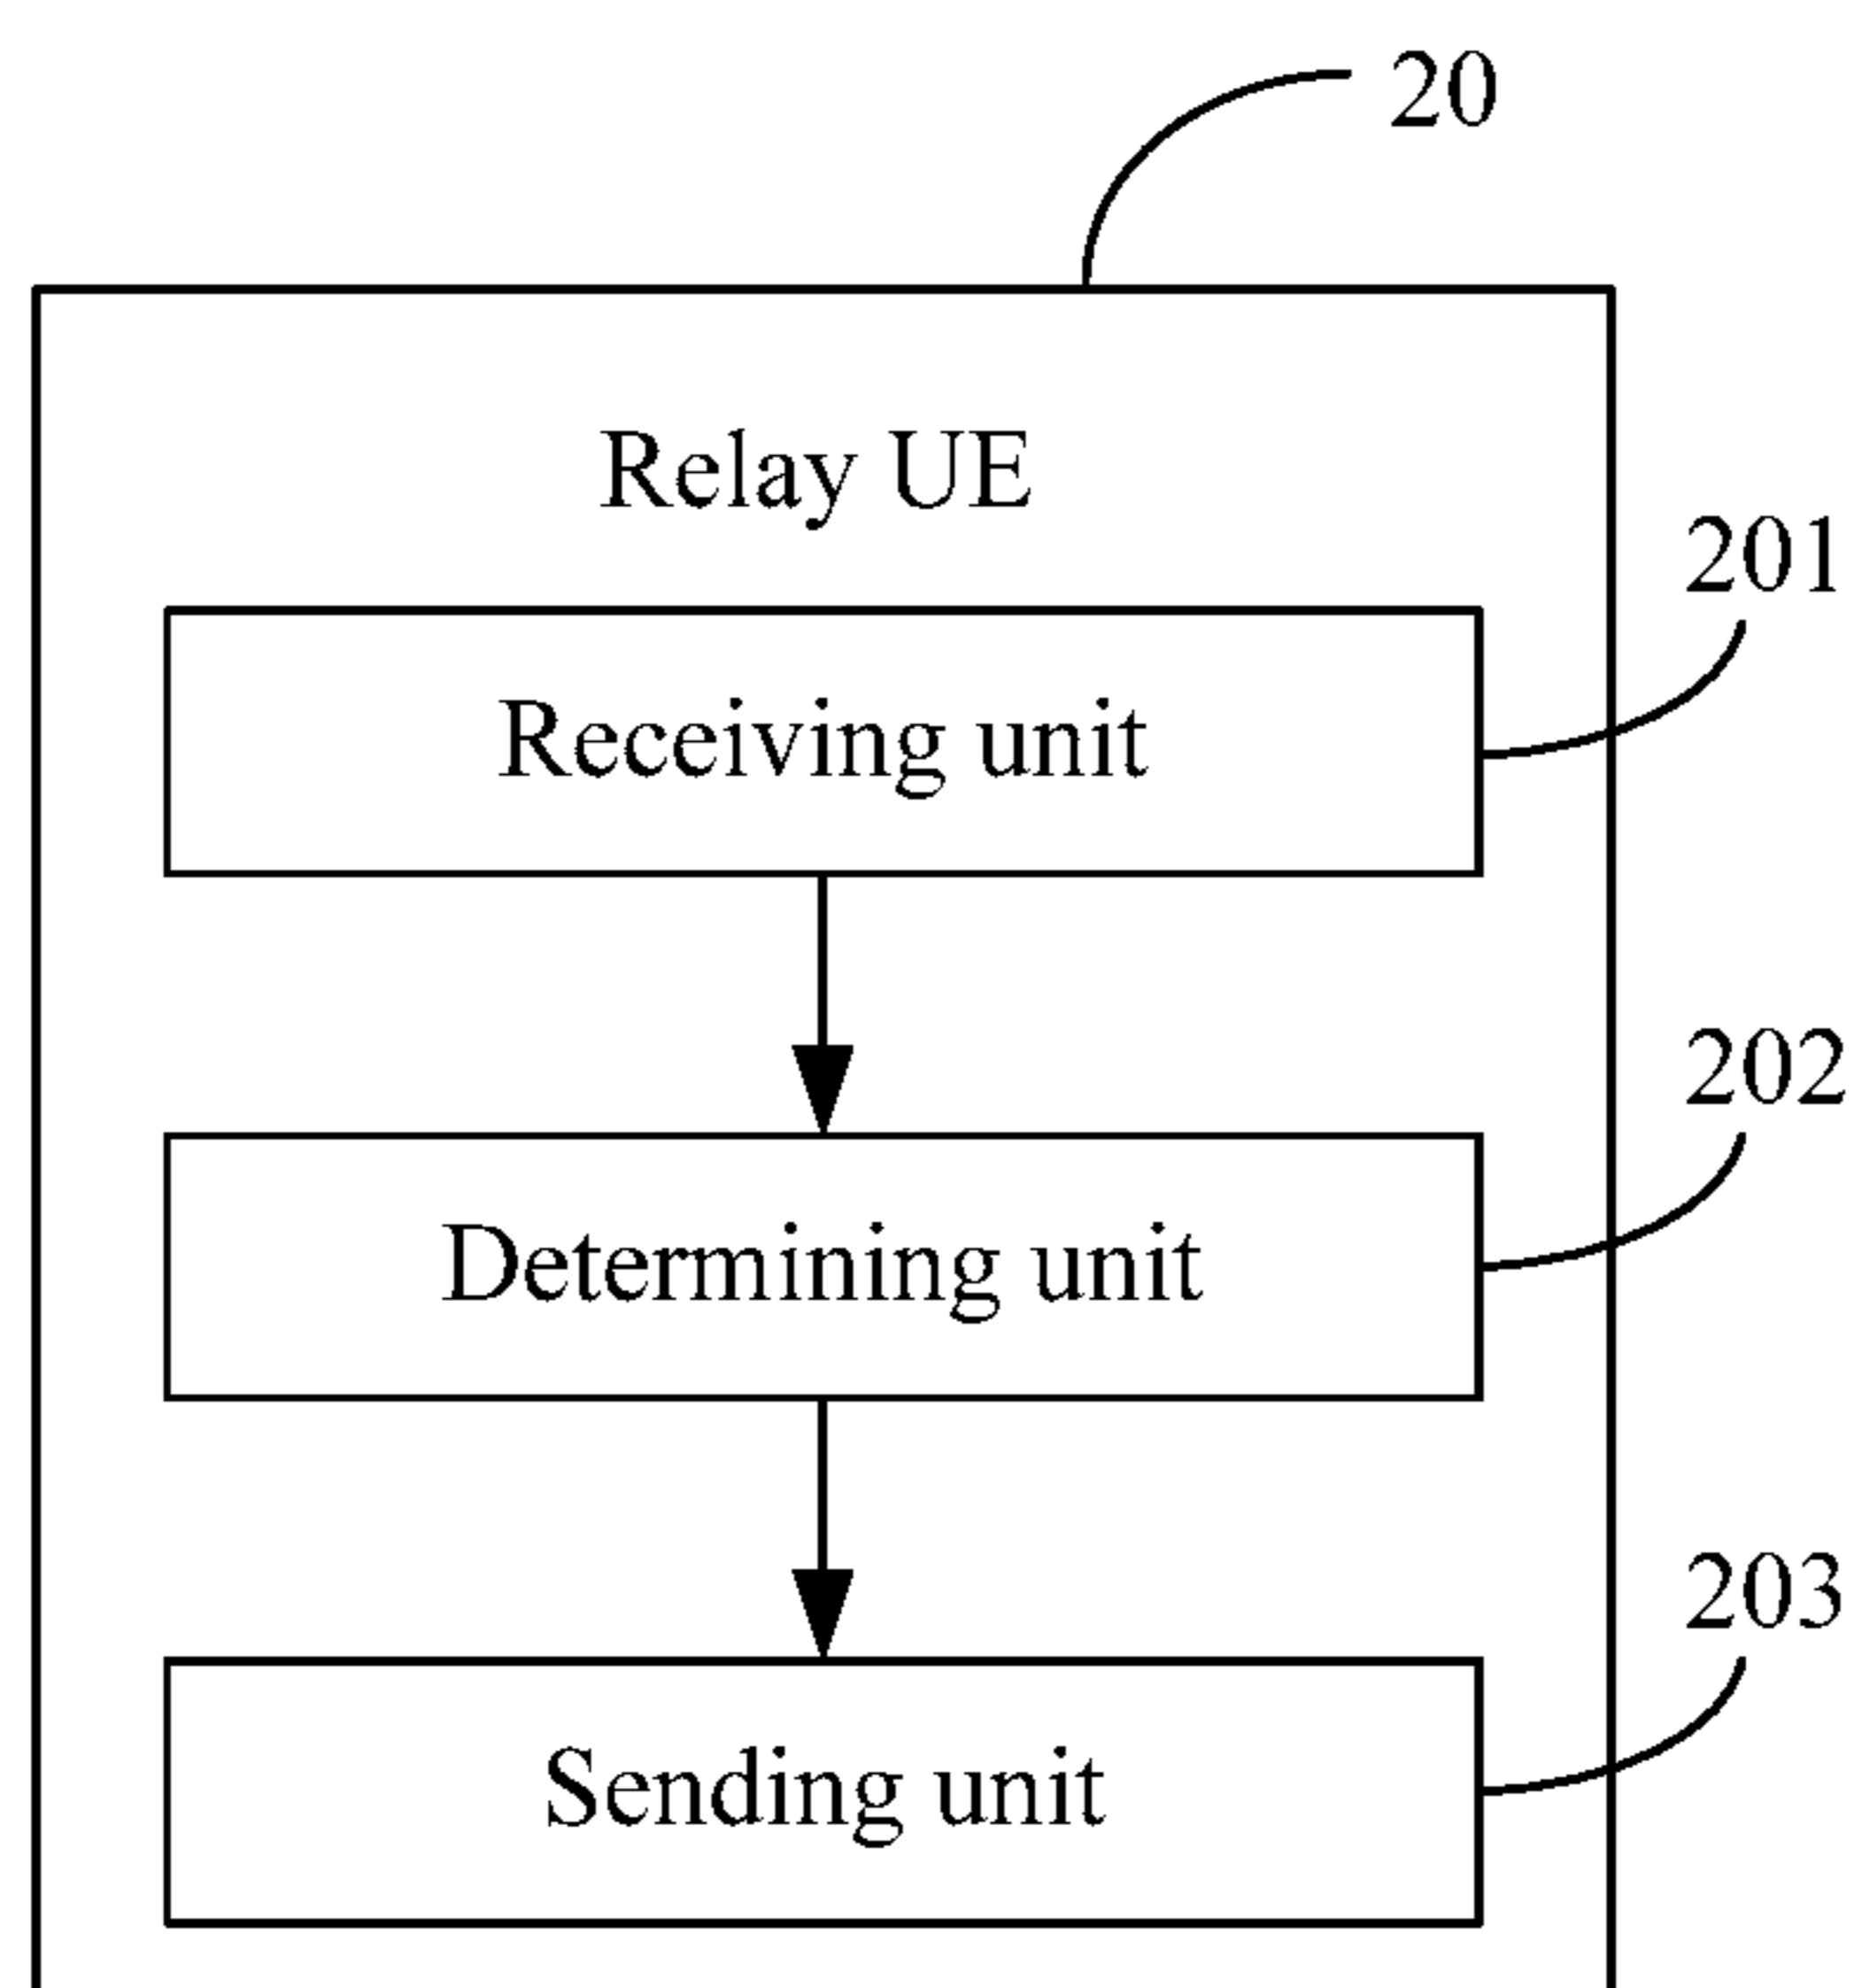 20
Relay UE
201
Receiving unit
202
Determining unit
203
Sending unit